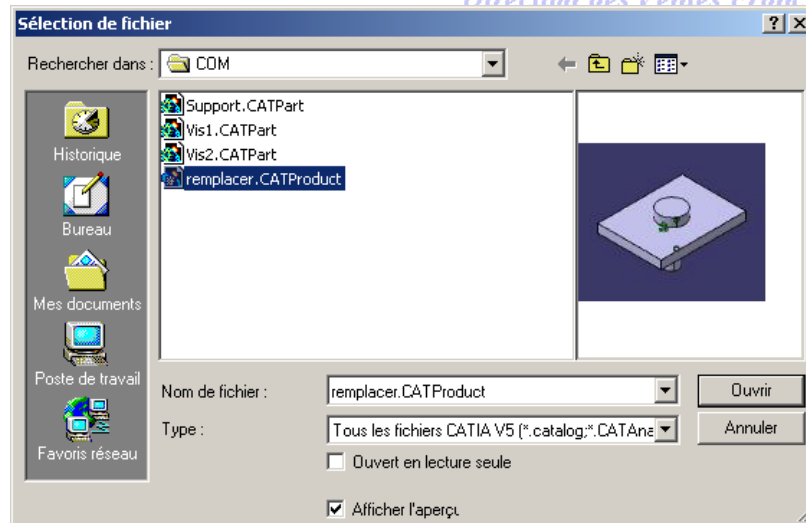 Sélection de fichier
Rechercher dans :
COM
Historique
Bureau
Mes documents
Poste de travail
Favoris réseau
Support.CATPart
Vis1.CATPart
Vis2.CATPart
remplacer.CATProduct
Nom de fichier :
remplacer.CATProduct
Ouvrir
Type :
Tous les fichiers CATIA V5 (*.catalog;*.CATAna
Annuler
Ouvert en lecture seule
Afficher l'aperçu